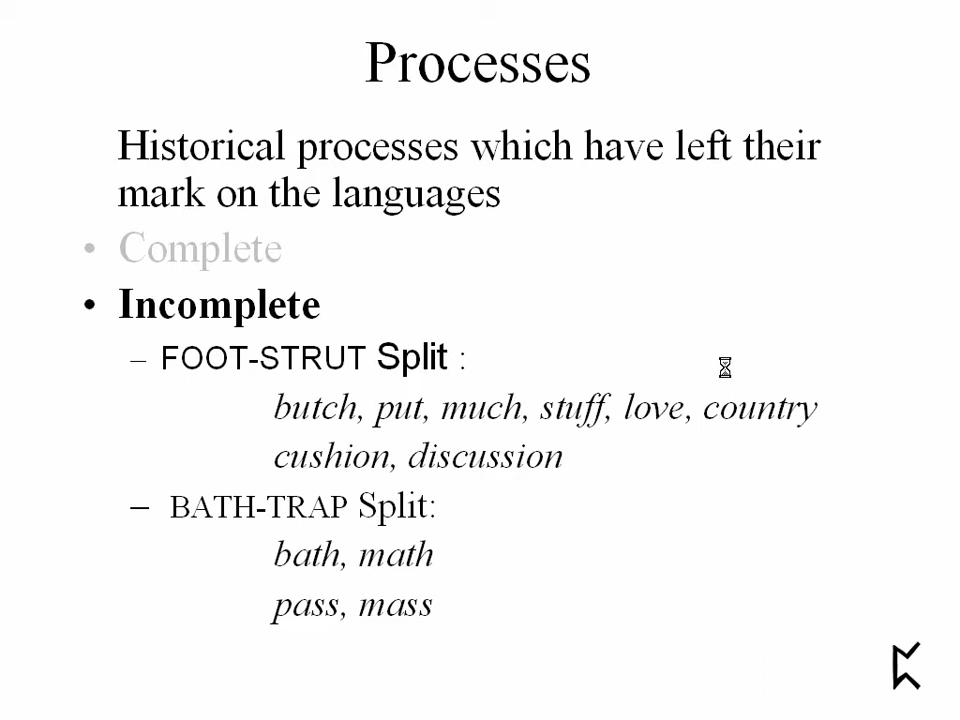 Processes
Historical processes which have left their
mark on the languages
• Complete
• Incomplete
– FOOT-STRUT Split :
butch, put, much, stuff, love, country
cushion, discussion
– BATH-TRAP Split:
bath, math
pass, mass